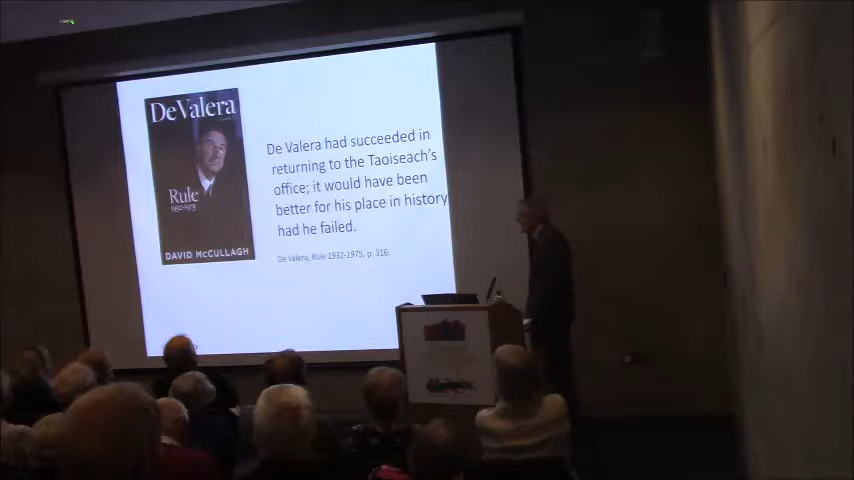 De Valera
Rule
1932-1975
DAVID McCULLAGH
De Valera had succeeded in
returning to the Taoiseach's
office; it would have been
better for his place in history
had he failed.
De Valera, Rule 1932-1975, p. 316.